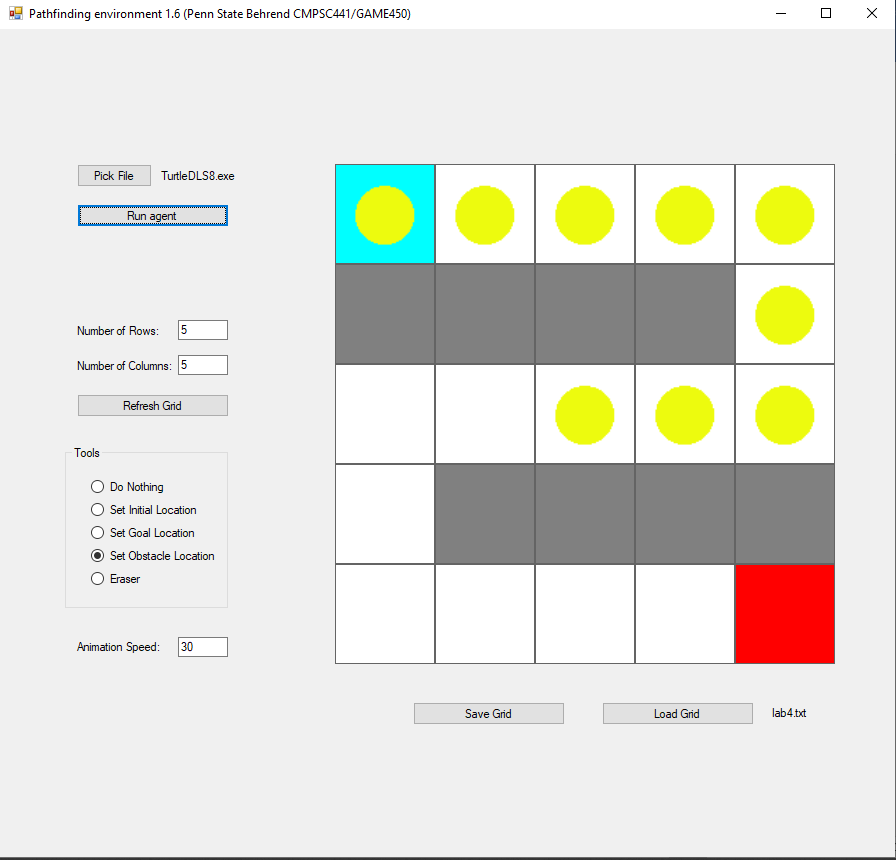 Pathfinding environment 1.6 (Penn State Behrend CMPSC441/GAME450)
Pick File TurtleDLS8.exe
Run agent
Number of Rows: 5
Number of Columns: 5
Refresh Grid
Tools
Do Nothing
Set Initial Location
Set Goal Location
Set Obstacle Location
Eraser
Animation Speed: 30
Save Grid Load Grid lab4.txt